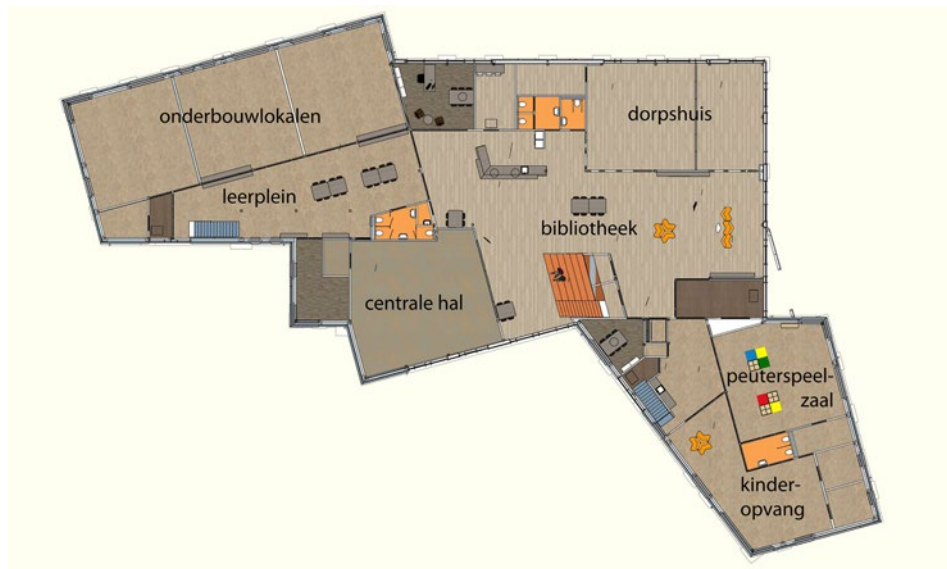 onderbouwlokalen
dorpshuis
leerplein
bibliotheek
centrale hal
peuterspeel-
zaal
kinder-
opvang